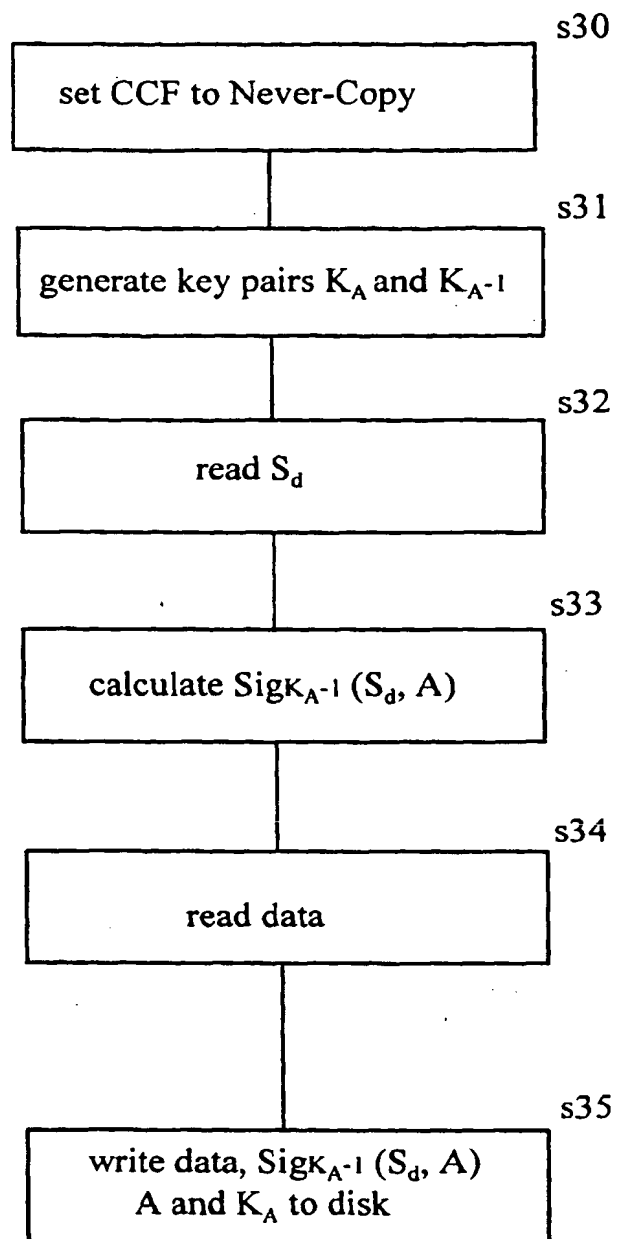 s30
set CCF to Never-Copy
s31
generate key pairs K_A and K_A-1
s32
read S_d
s33
calculate SigK_A-1 (S_d, A)
s34
read data
s35
write data, SigK_A-1 (S_d, A)
A and K_A to disk